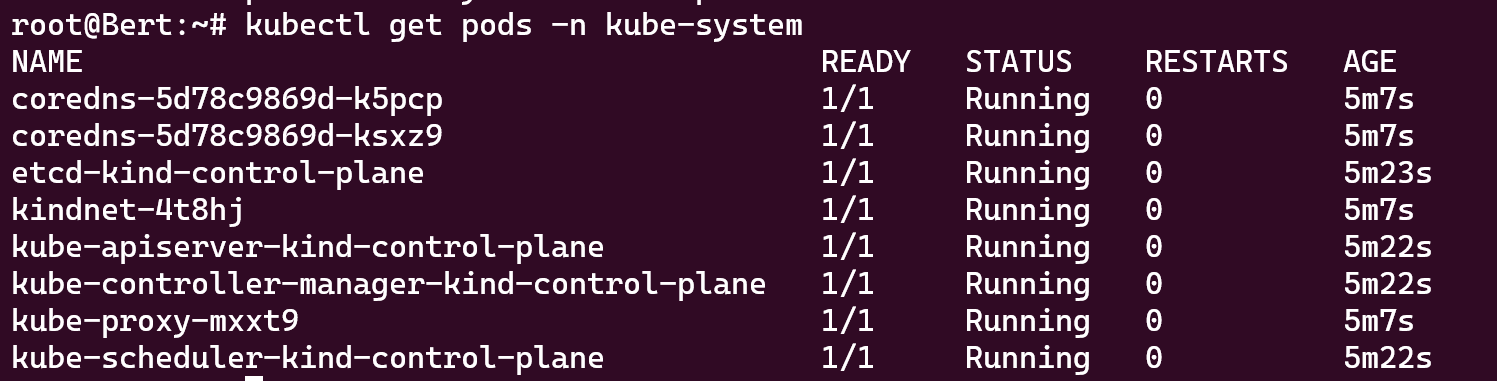 root@Bert:~# kubectl get pods -n kube-system
NAME READY STATUS RESTARTS AGE
coredns-5d78c9869d-k5pcp 1/1 Running 0 5m7s
coredns-5d78c9869d-ksxz9 1/1 Running 0 5m7s
etcd-kind-control-plane 1/1 Running 0 5m23s
kindnet-4t8hj 1/1 Running 0 5m7s
kube-apiserver-kind-control-plane 1/1 Running 0 5m22s
kube-controller-manager-kind-control-plane 1/1 Running 0 5m22s
kube-proxy-mxxt9 1/1 Running 0 5m7s
kube-scheduler-kind-control-plane 1/1 Running 0 5m22s